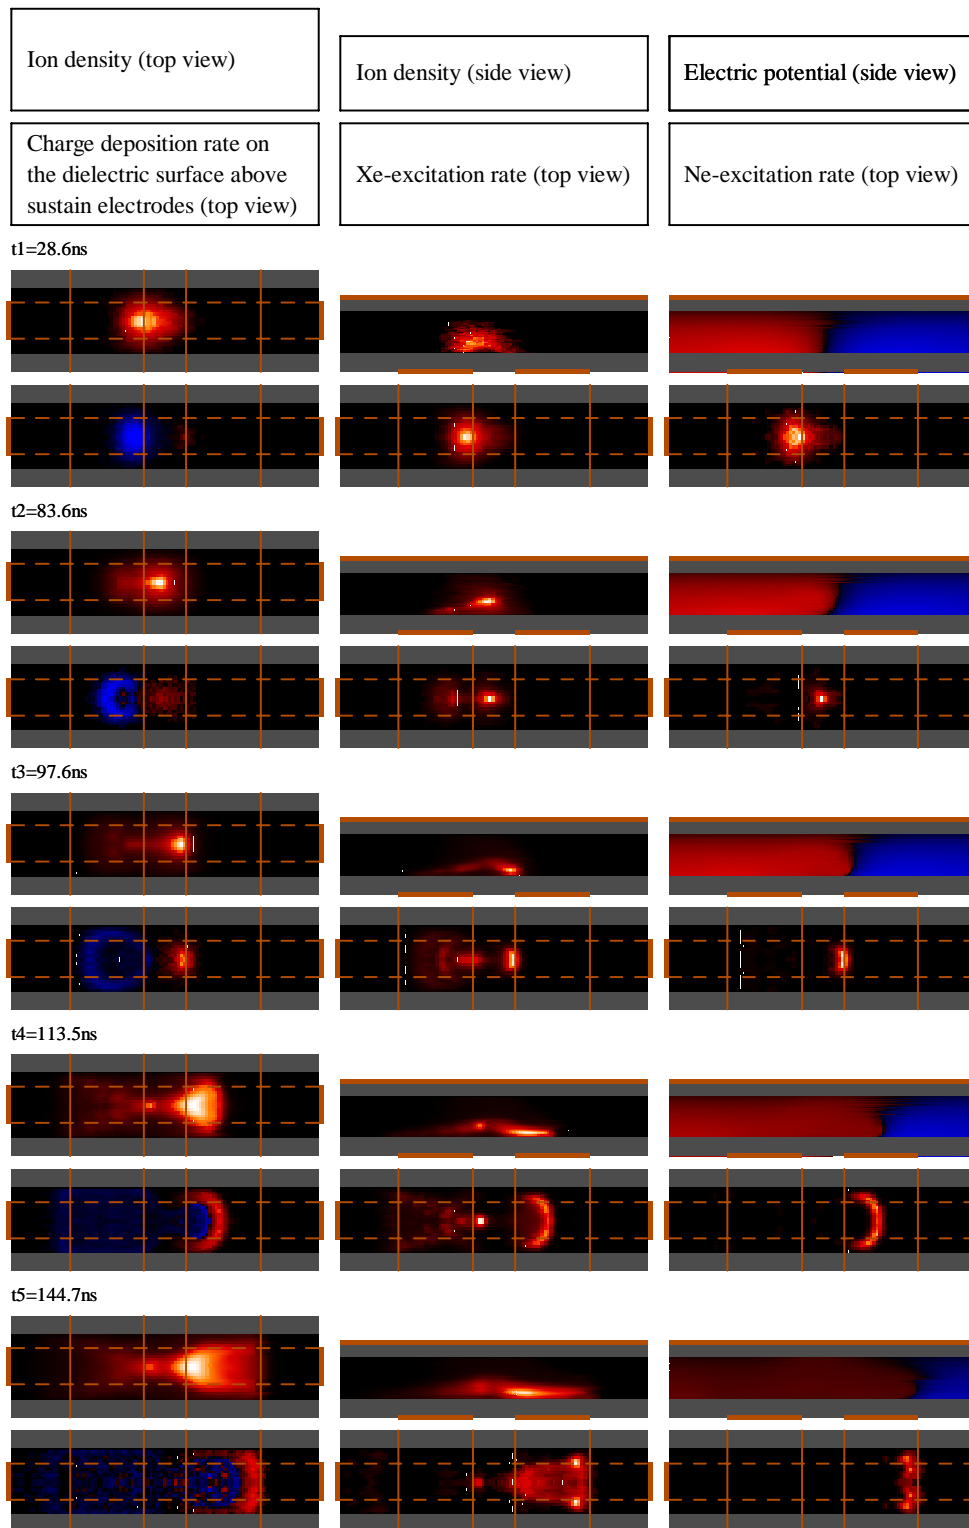 Ion density (top view)
Ion density (side view)
Electric potential (side view)
Charge deposition rate on
the dielectric surface above
sustain electrodes (top view)
Xe-excitation rate (top view)
Ne-excitation rate (top view)
t1=28.6ns
t2=83.6ns
t3=97.6ns
t4=113.5ns
t5=144.7ns